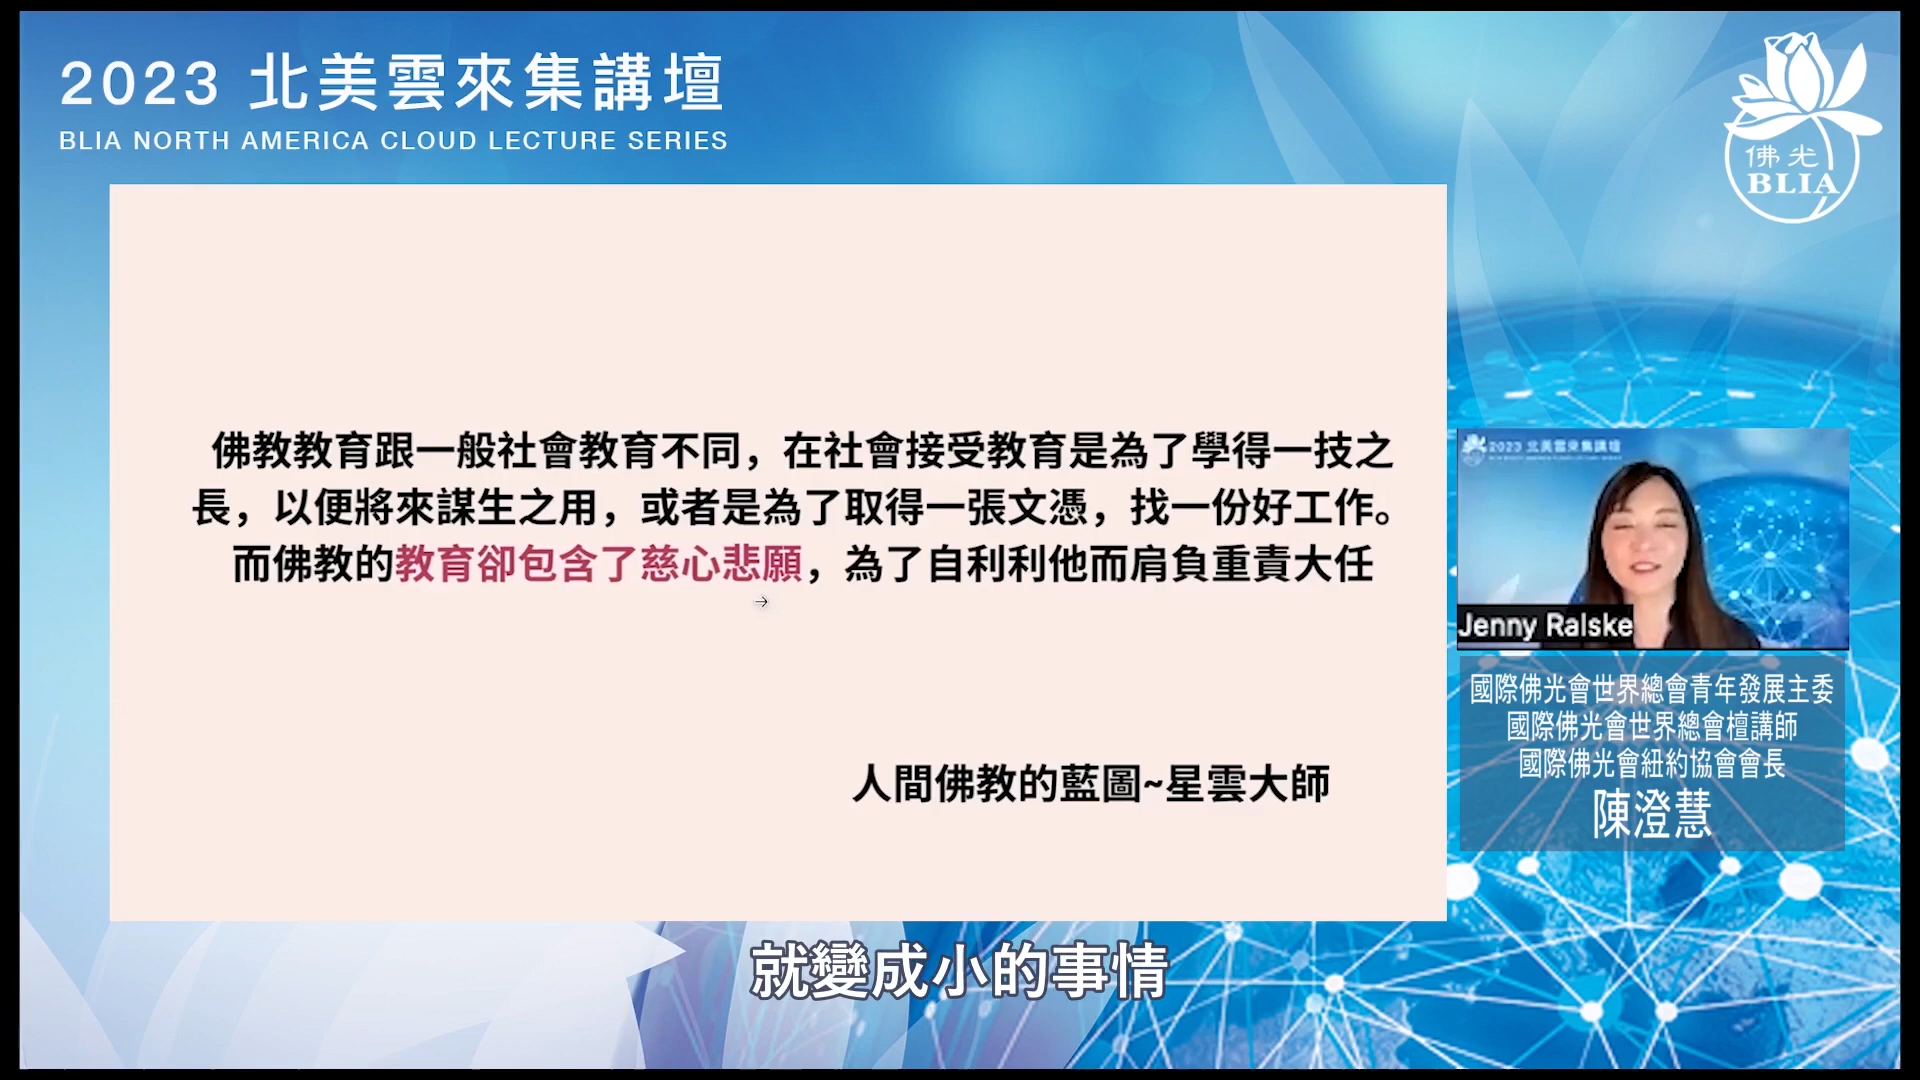 2023 北美雲來集講壇
BLIA NORTH AMERICA CLOUD LECTURE SERIES
佛光
BLIA
佛教教育跟一般社會教育不同，在社會接受教育是為了學得一技之
長，以便將來謀生之用，或者是為了取得一張文憑，找一份好工作。
而佛教的教育卻包含了慈心悲願，為了自利利他而肩負重責大任
人間佛教的藍圖~星雲大師
2023 北美雲來集講壇
Jenny Ralske
國際佛光會世界總會青年發展主委
國際佛光會世界總會檀講師
國際佛光會紐約協會會長
陳澄慧
就變成小的事情